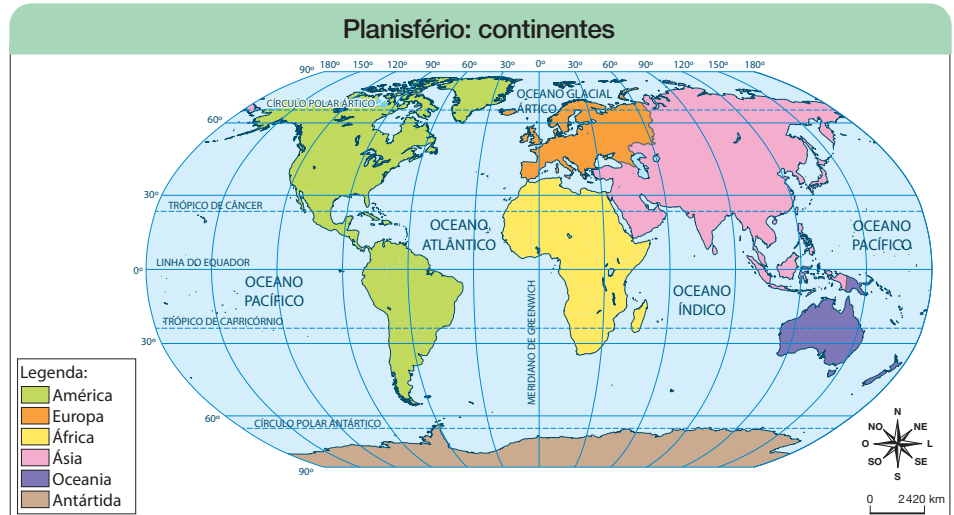 Planisfério: continentes
90º 180º 150º 120º 90º 60º 30º 0º 30º 60º 90º 120º 150º 180º
OCEANO GLACIAL
ÁRTICO
CÍRCULO POLAR ÁRTICO
60º
30º
TRÓPICO DE CÂNCER
OCEANO
ATLÂNTICO
OCEANO
PACÍFICO
LINHA DO EQUADOR
0º
OCEANO
PACÍFICO
OCEANO
ÍNDICO
MERIDIANO DE GREENWICH
TRÓPICO DE CAPRICÓRNIO
30º
Legenda:
América
Europa
África
Ásia
Oceania
Antártida
60º
CÍRCULO POLAR ANTÁRTICO
90º
N
NO NE
O L
SO SE
S
0 2 420 km